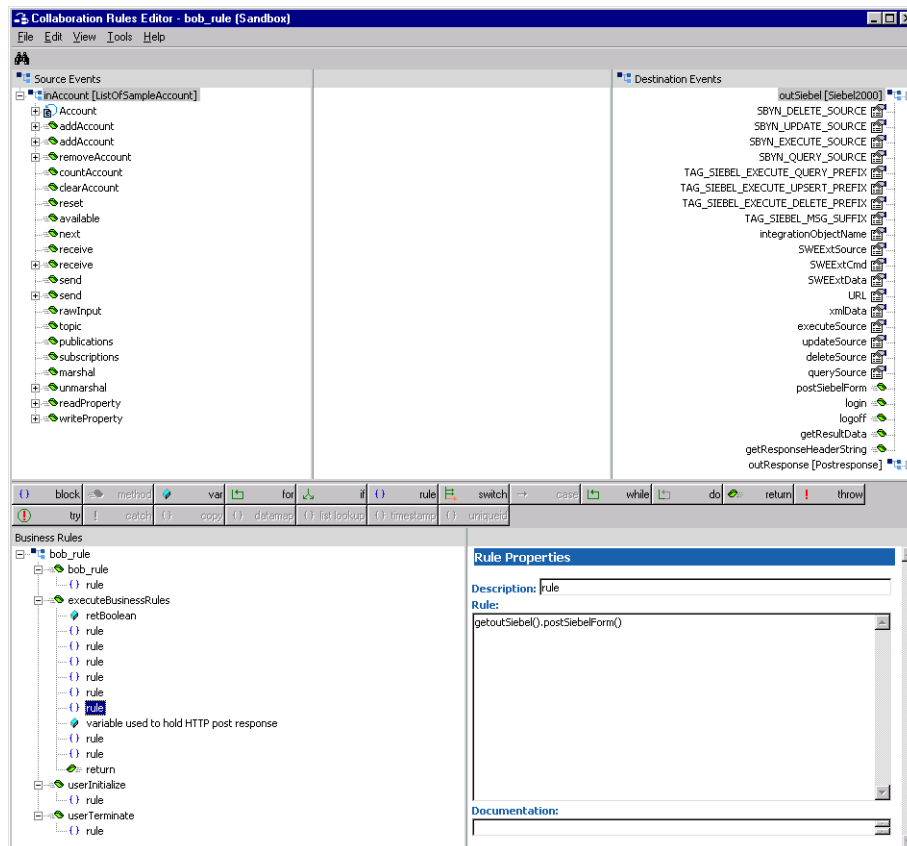 Collaboration Rules Editor - bob_rule (Sandbox)
File Edit View Tools Help
Source Events
inAccount [ListOfSampleAccount]
Account
addAccount
addAccount
removeAccount
countAccount
clearAccount
reset
available
next
receive
receive
send
send
rawInput
topic
publications
subscriptions
marshal
unmarshal
readProperty
writeProperty
Destination Events
outSiebel [Siebel2000]
SBYN_DELETE_SOURCE
SBYN_UPDATE_SOURCE
SBYN_EXECUTE_SOURCE
SBYN_QUERY_SOURCE
TAG_SIEBEL_EXECUTE_QUERY_PREFIX
TAG_SIEBEL_EXECUTE_UPSERT_PREFIX
TAG_SIEBEL_EXECUTE_DELETE_PREFIX
TAG_SIEBEL_MSG_SUFFIX
integrationObjectName
SWEExtSource
SWEExtCmd
SWEExtData
URL
xmlData
executeSource
updateSource
deleteSource
querySource
postSiebelForm
login
logoff
getResultData
getResponseHeaderString
outResponse [Postresponse]
{} block method var for if {} rule switch case while do return throw
try catch {} copy {} datamap {} list lookup {} timestamp {} uniqueid
Business Rules
bob_rule
bob_rule
{} rule
executeBusinessRules
retBoolean
{} rule
{} rule
{} rule
{} rule
{} rule
{} rule
variable used to hold HTTP post response
{} rule
{} rule
return
userInitialize
{} rule
userTerminate
{} rule
Rule Properties
Description: rule
Rule:
getoutSiebel().postSiebelForm()
Documentation: